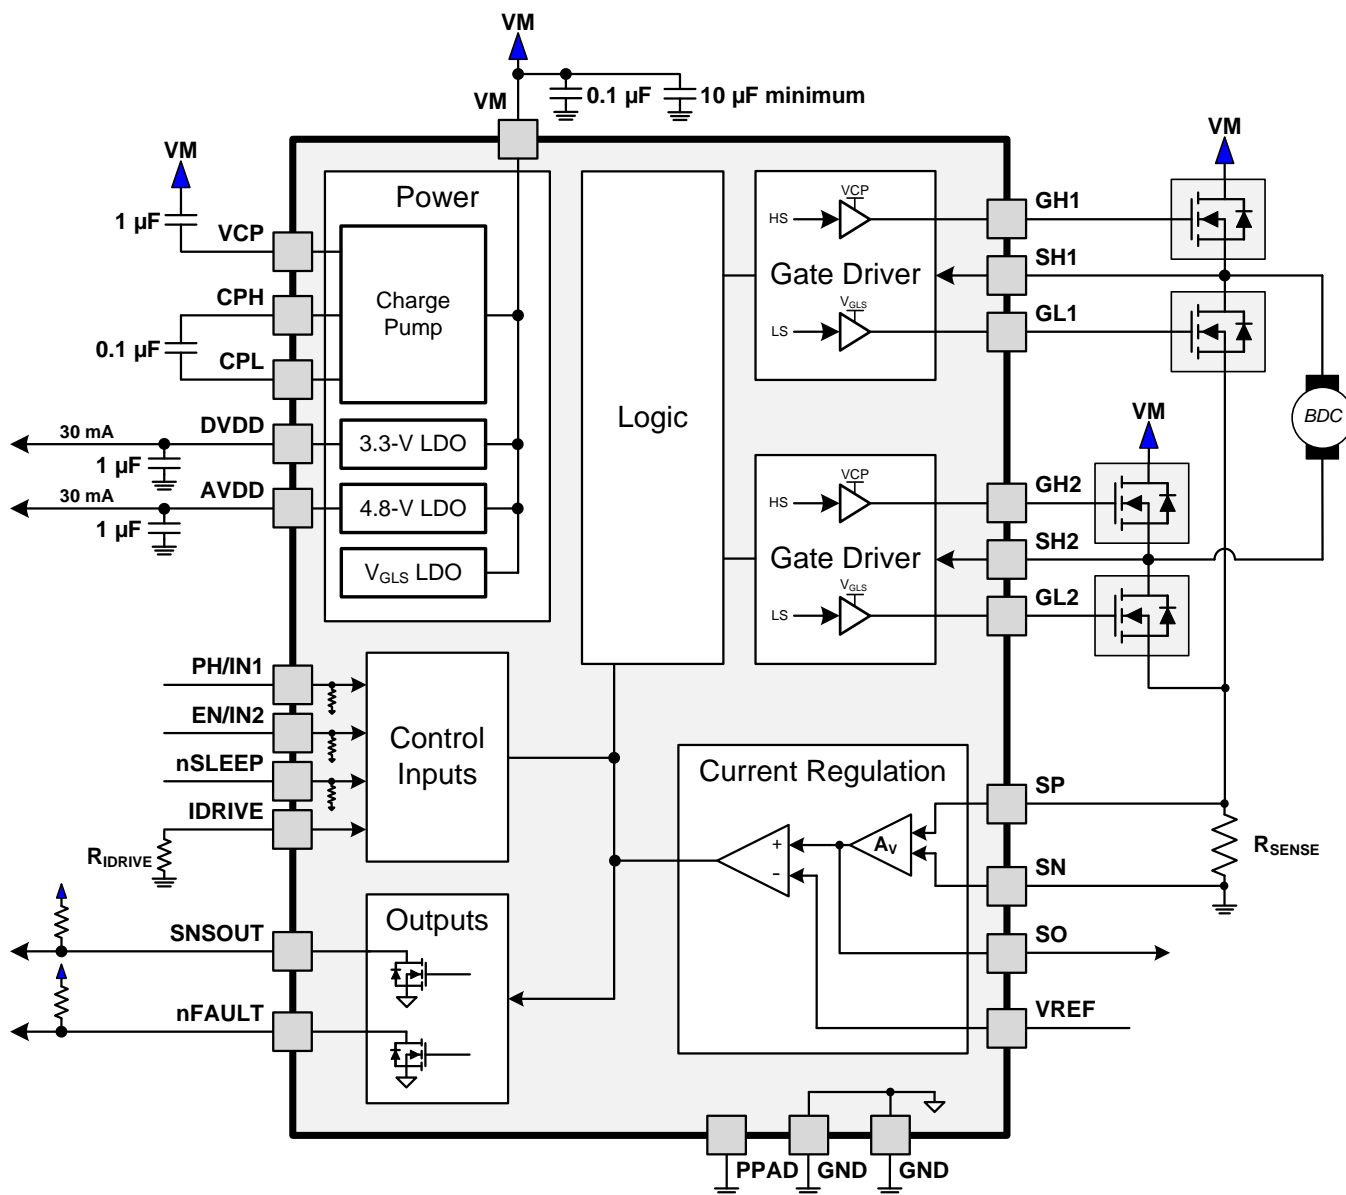 VM
VM
0.1 µF
10 µF minimum
VM
1 µF
VCP
CPH
0.1 µF
CPL
30 mA
DVDD
1 µF
30 mA
AVDD
1 µF
Power
Charge
Pump
3.3-V LDO
4.8-V LDO
VGLS LDO
Logic
HS
VCP
Gate Driver
LS
VGLS
GH1
SH1
GL1
VM
BDC
HS
VCP
Gate Driver
LS
VGLS
GH2
SH2
GL2
VM
PH/IN1
EN/IN2
nSLEEP
IDRIVE
RIDRIVE
Control
Inputs
SNSOUT
nFAULT
Outputs
Current Regulation
+
-
AV
SP
SN
SO
VREF
RSENSE
PPAD
GND
GND